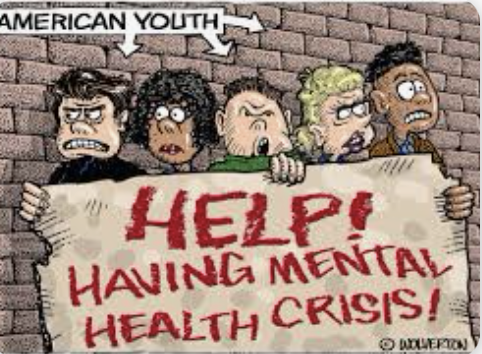 AMERICAN YOUTH
HELP!
HAVING MENTAL
HEALTH CRISIS!
© WOLVERTON